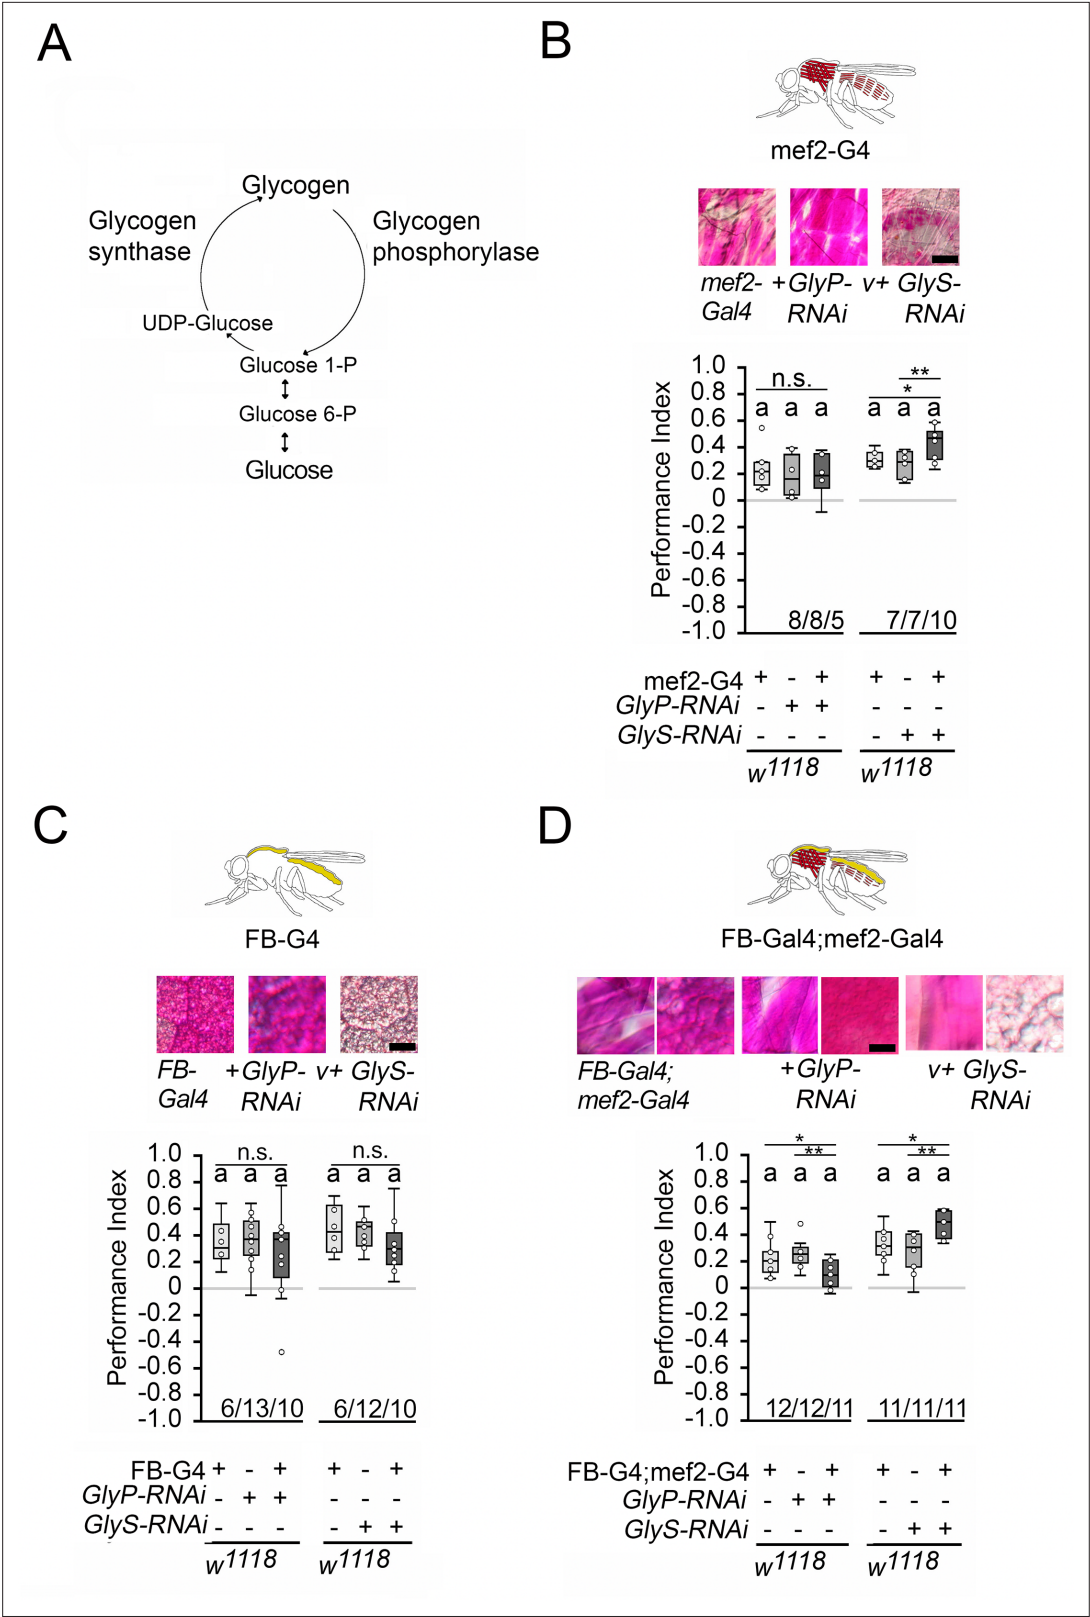 A
Glycogen
Glycogen
synthase
Glycogen
phosphorylase
UDP-Glucose
Glucose 1-P
Glucose 6-P
Glucose
B
mef2-G4
mef2- +GlyP- v+ GlyS-
Gal4 RNAi RNAi
Performance Index
1.0
0.8
0.6
0.4
0.2
0
-0.2
-0.4
-0.6
-0.8
-1.0
n.s.
a a a
**
*
a a a
8/8/5
7/7/10
mef2-G4 + - + + - +
GlyP-RNAi - + + - - -
GlyS-RNAi - - - - + +
w1118 w1118
C
FB-G4
FB- +GlyP- v+ GlyS-
Gal4 RNAi RNAi
Performance Index
1.0
0.8
0.6
0.4
0.2
0
-0.2
-0.4
-0.6
-0.8
-1.0
n.s.
a a a
n.s.
a a a
6/13/10
6/12/10
FB-G4 + - + + - +
GlyP-RNAi - + + - - -
GlyS-RNAi - - - - + +
w1118 w1118
D
FB-Gal4;mef2-Gal4
FB-Gal4; +GlyP- v+ GlyS-
mef2-Gal4 RNAi RNAi
Performance Index
1.0
0.8
0.6
0.4
0.2
0
-0.2
-0.4
-0.6
-0.8
-1.0
*
**
a a a
*
**
a a a
12/12/11
11/11/11
FB-G4;mef2-G4 + - + + - +
GlyP-RNAi - + + - - -
GlyS-RNAi - - - - + +
w1118 w1118